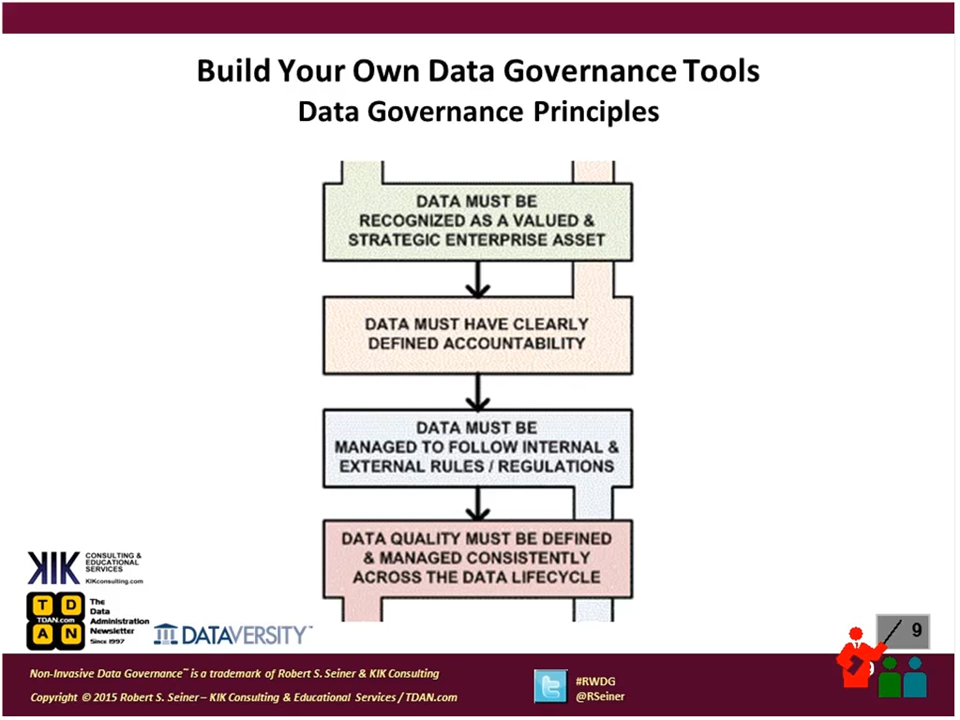 Build Your Own Data Governance Tools
Data Governance Principles
DATA MUST BE
RECOGNIZED AS A VALUED &
STRATEGIC ENTERPRISE ASSET
DATA MUST HAVE CLEARLY
DEFINED ACCOUNTABILITY
DATA MUST BE
MANAGED TO FOLLOW INTERNAL &
EXTERNAL RULES / REGULATIONS
DATA QUALITY MUST BE DEFINED
& MANAGED CONSISTENTLY
ACROSS THE DATA LIFECYCLE
KIK
CONSULTING &
EDUCATIONAL
SERVICES
KIKconsulting.com
T D
TDAN.com
A N
The
Data
Administration
Newsletter
Since 1997
DATAVERSITY™
9
9
Non-Invasive Data Governance™ is a trademark of Robert S. Seiner & KIK Consulting
Copyright © 2015 Robert S. Seiner – KIK Consulting & Educational Services / TDAN.com
#RWDG
@RSeiner